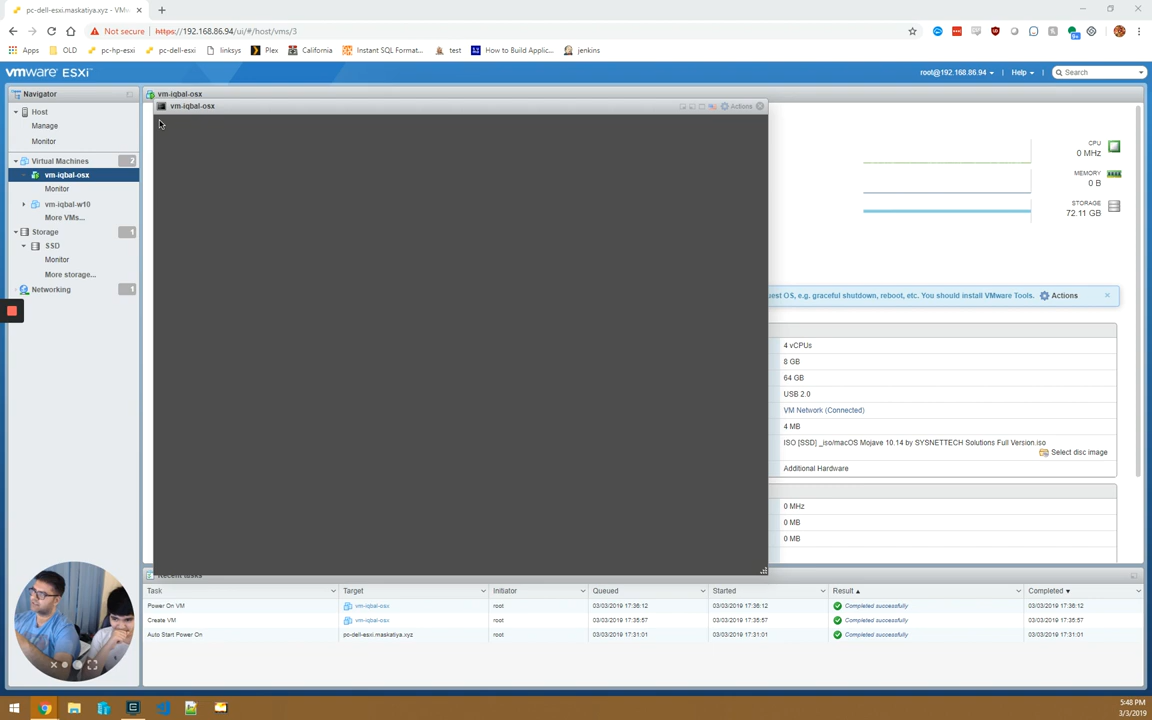 pc-dell-esxi.maskatiya.xyz - VMw
Not secure | https://192.168.86.94/ui/#/host/vms/3
Apps OLD pc-hp-esxi pc-dell-esxi linksys Plex California Instant SQL Format... test How to Build Applic... jenkins
vmware ESXi
root@192.168.86.94 | Help | Search
Navigator
Host
Manage
Monitor
Virtual Machines 2
vm-iqbal-osx
Monitor
vm-iqbal-w10
More VMs...
Storage 1
SSD
Monitor
More storage...
Networking 1
vm-iqbal-osx
vm-iqbal-osx
Actions
CPU
0 MHz
MEMORY
0 B
STORAGE
72.11 GB
uest OS, e.g. graceful shutdown, reboot, etc. You should install VMware Tools. Actions
4 vCPUs
8 GB
64 GB
USB 2.0
VM Network (Connected)
4 MB
ISO [SSD] _iso/macOS Mojave 10.14 by SYSNETTECH Solutions Full Version.iso
Select disc image
Additional Hardware
0 MHz
0 MB
0 MB
Recent tasks
Task Target Initiator Queued Started Result Completed
Power On VM vm-iqbal-osx root 03/03/2019 17:36:12 03/03/2019 17:36:12 Completed successfully 03/03/2019 17:36:12
Create VM vm-iqbal-osx root 03/03/2019 17:35:57 03/03/2019 17:35:57 Completed successfully 03/03/2019 17:35:57
Auto Start Power On pc-dell-esxi.maskatiya.xyz root 03/03/2019 17:31:01 03/03/2019 17:31:01 Completed successfully 03/03/2019 17:31:01
5:48 PM
3/3/2019